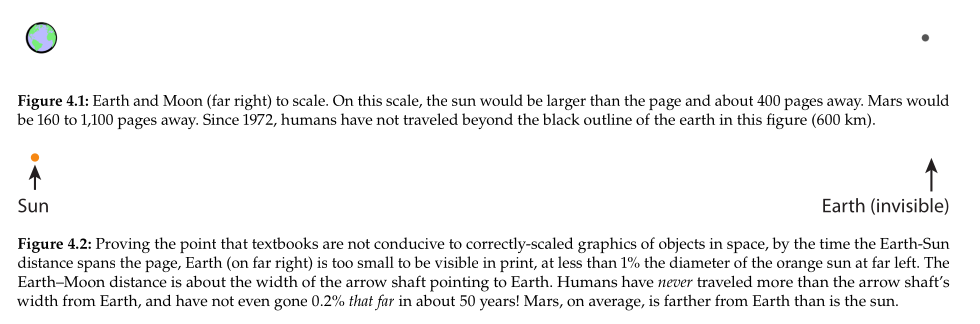 Figure 4.1: Earth and Moon (far right) to scale. On this scale, the sun would be larger than the page and about 400 pages away. Mars would
be 160 to 1,100 pages away. Since 1972, humans have not traveled beyond the black outline of the earth in this figure (600 km).
Sun
Earth (invisible)
Figure 4.2: Proving the point that textbooks are not conducive to correctly-scaled graphics of objects in space, by the time the Earth-Sun
distance spans the page, Earth (on far right) is too small to be visible in print, at less than 1% the diameter of the orange sun at far left. The
Earth–Moon distance is about the width of the arrow shaft pointing to Earth. Humans have never traveled more than the arrow shaft's
width from Earth, and have not even gone 0.2% that far in about 50 years! Mars, on average, is farther from Earth than is the sun.